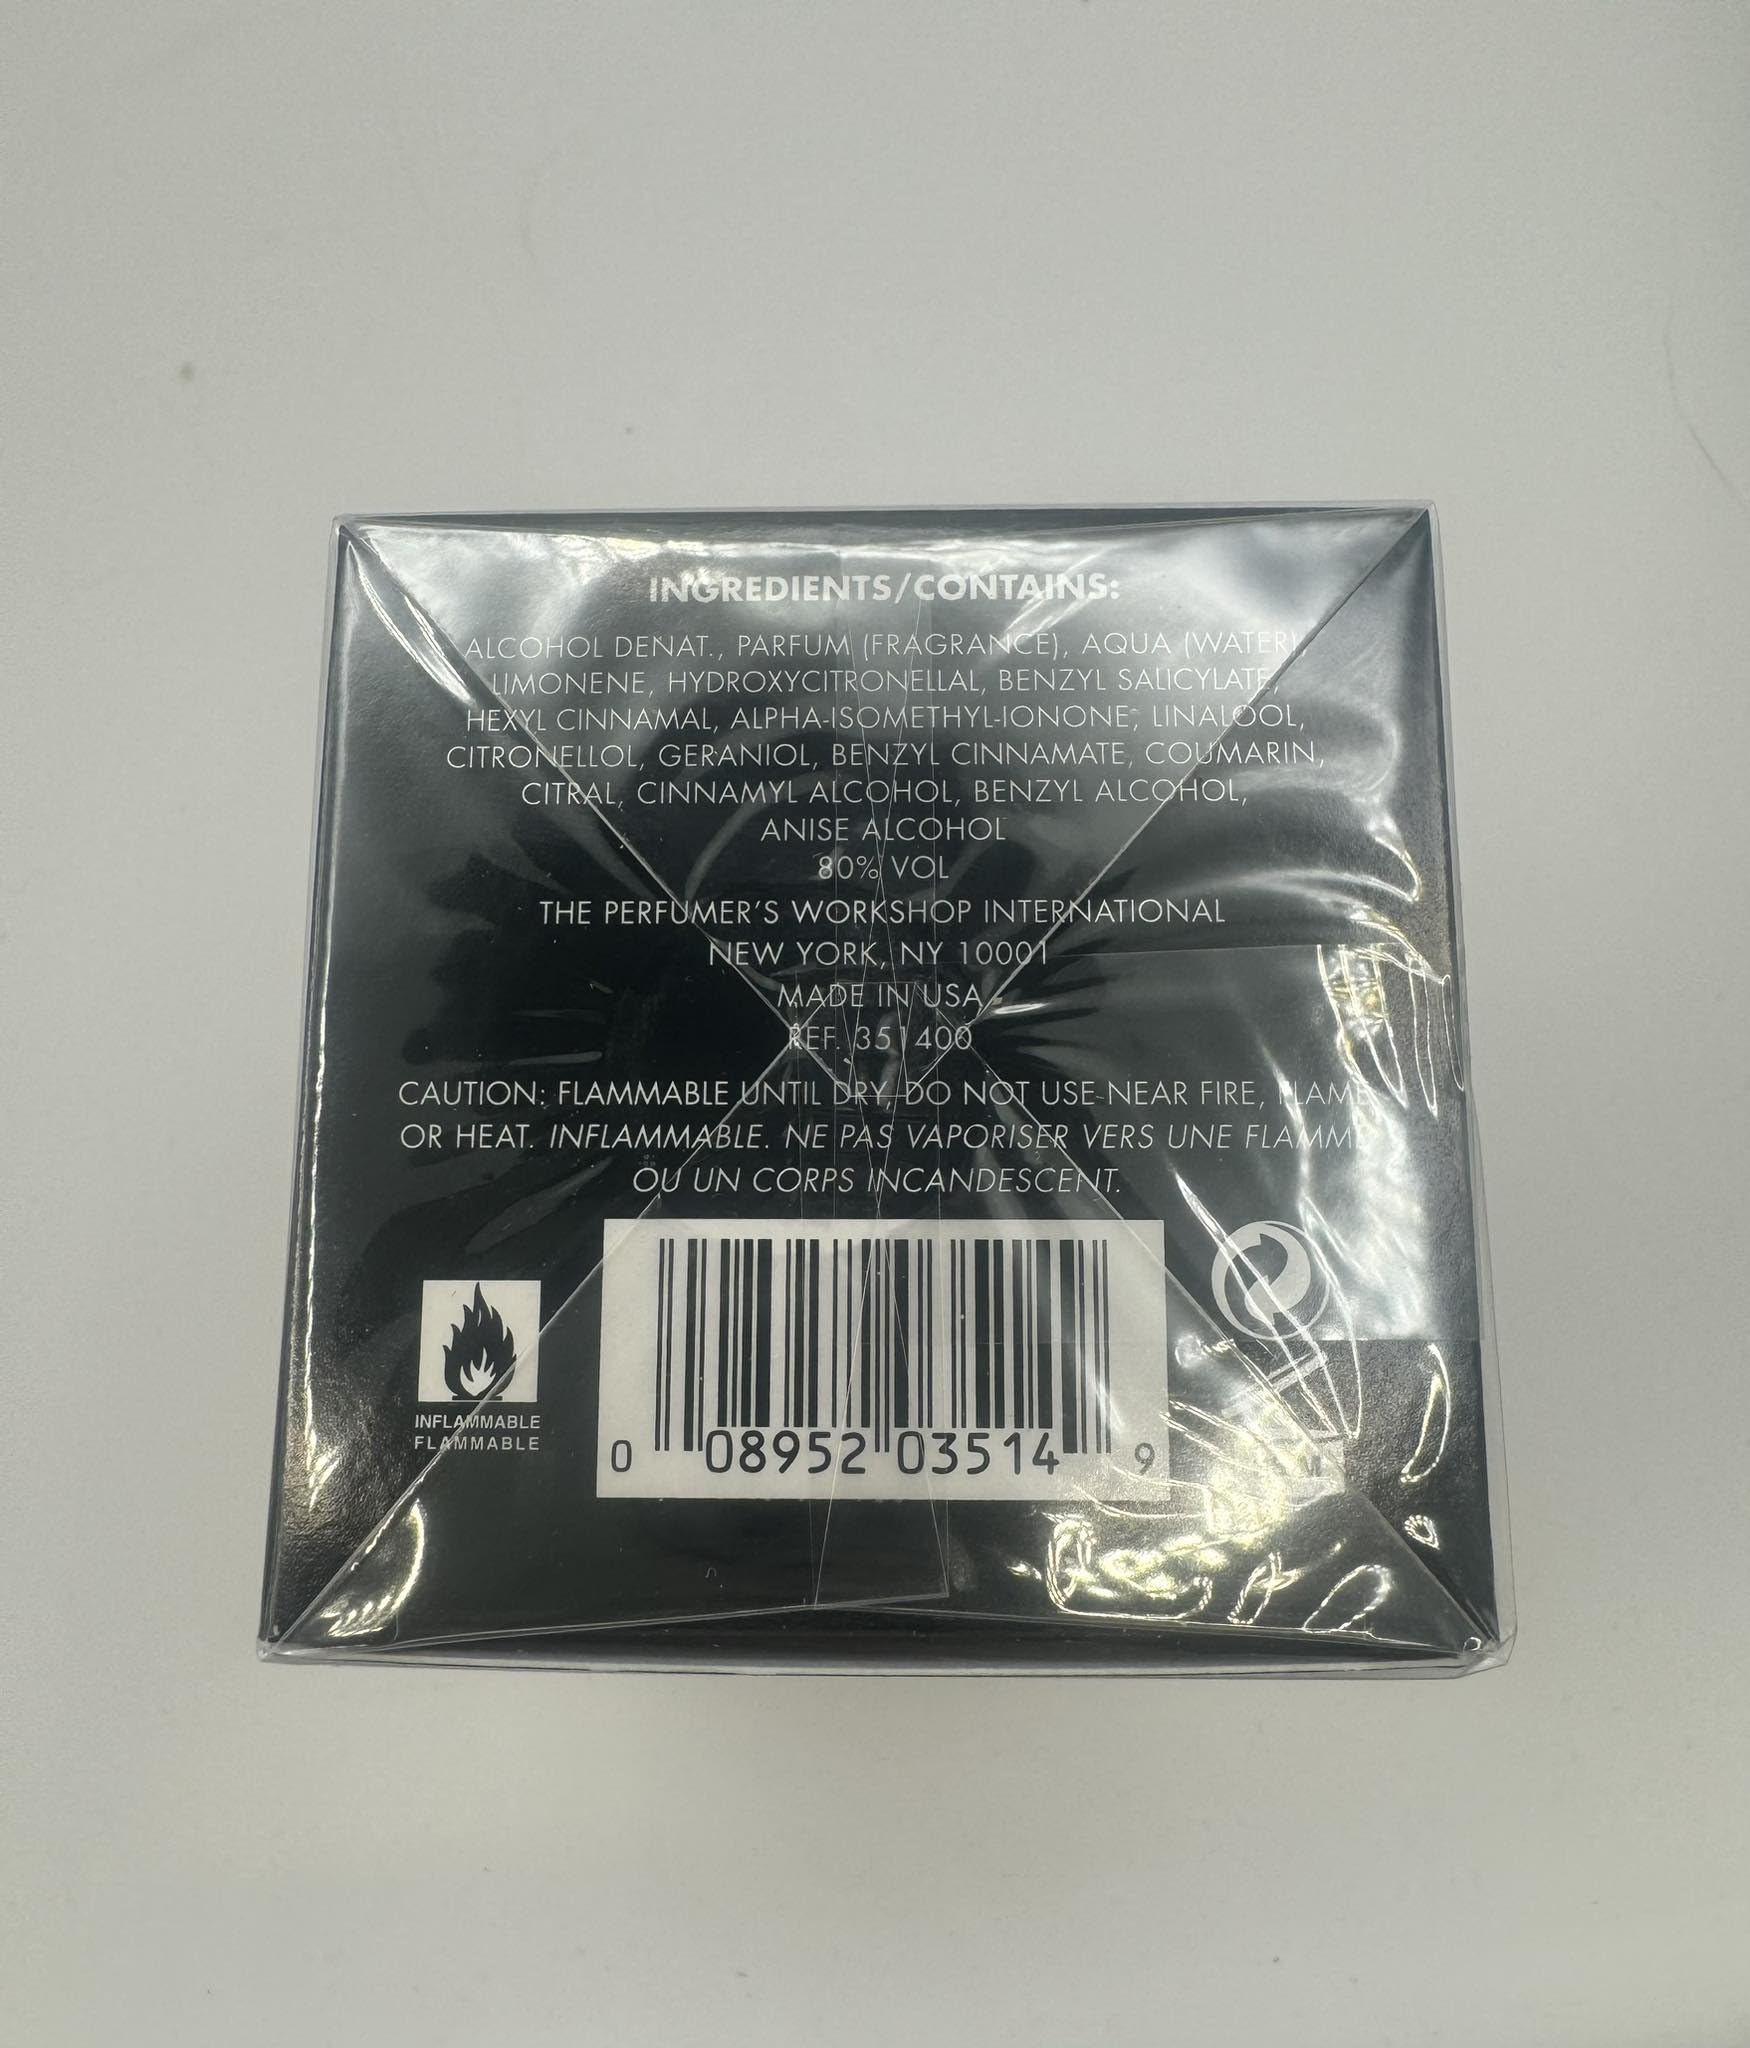 INGREDIENTS/CONTAINS:
ALCOHOL DENAT., PARFUM (FRAGRANCE), AQUA (WATER),
LIMONENE, HYDROXYCITRONELLAL, BENZYL SALICYLATE,
HEXYL CINNAMAL, ALPHA-ISOMETHYL-IONONE, LINALOOL,
CITRONELLOL, GERANIOL, BENZYL CINNAMATE, COUMARIN,
CITRAL, CINNAMYL ALCOHOL, BENZYL ALCOHOL,
ANISE ALCOHOL
80% VOL
THE PERFUMER'S WORKSHOP INTERNATIONAL
NEW YORK, NY 10001
MADE IN USA
REF. 351400
CAUTION: FLAMMABLE UNTIL DRY, DO NOT USE NEAR FIRE, FLAME
OR HEAT. INFLAMMABLE. NE PAS VAPORISER VERS UNE FLAMME
OU UN CORPS INCANDESCENT.
INFLAMMABLE
FLAMMABLE
0 08952 03514 9